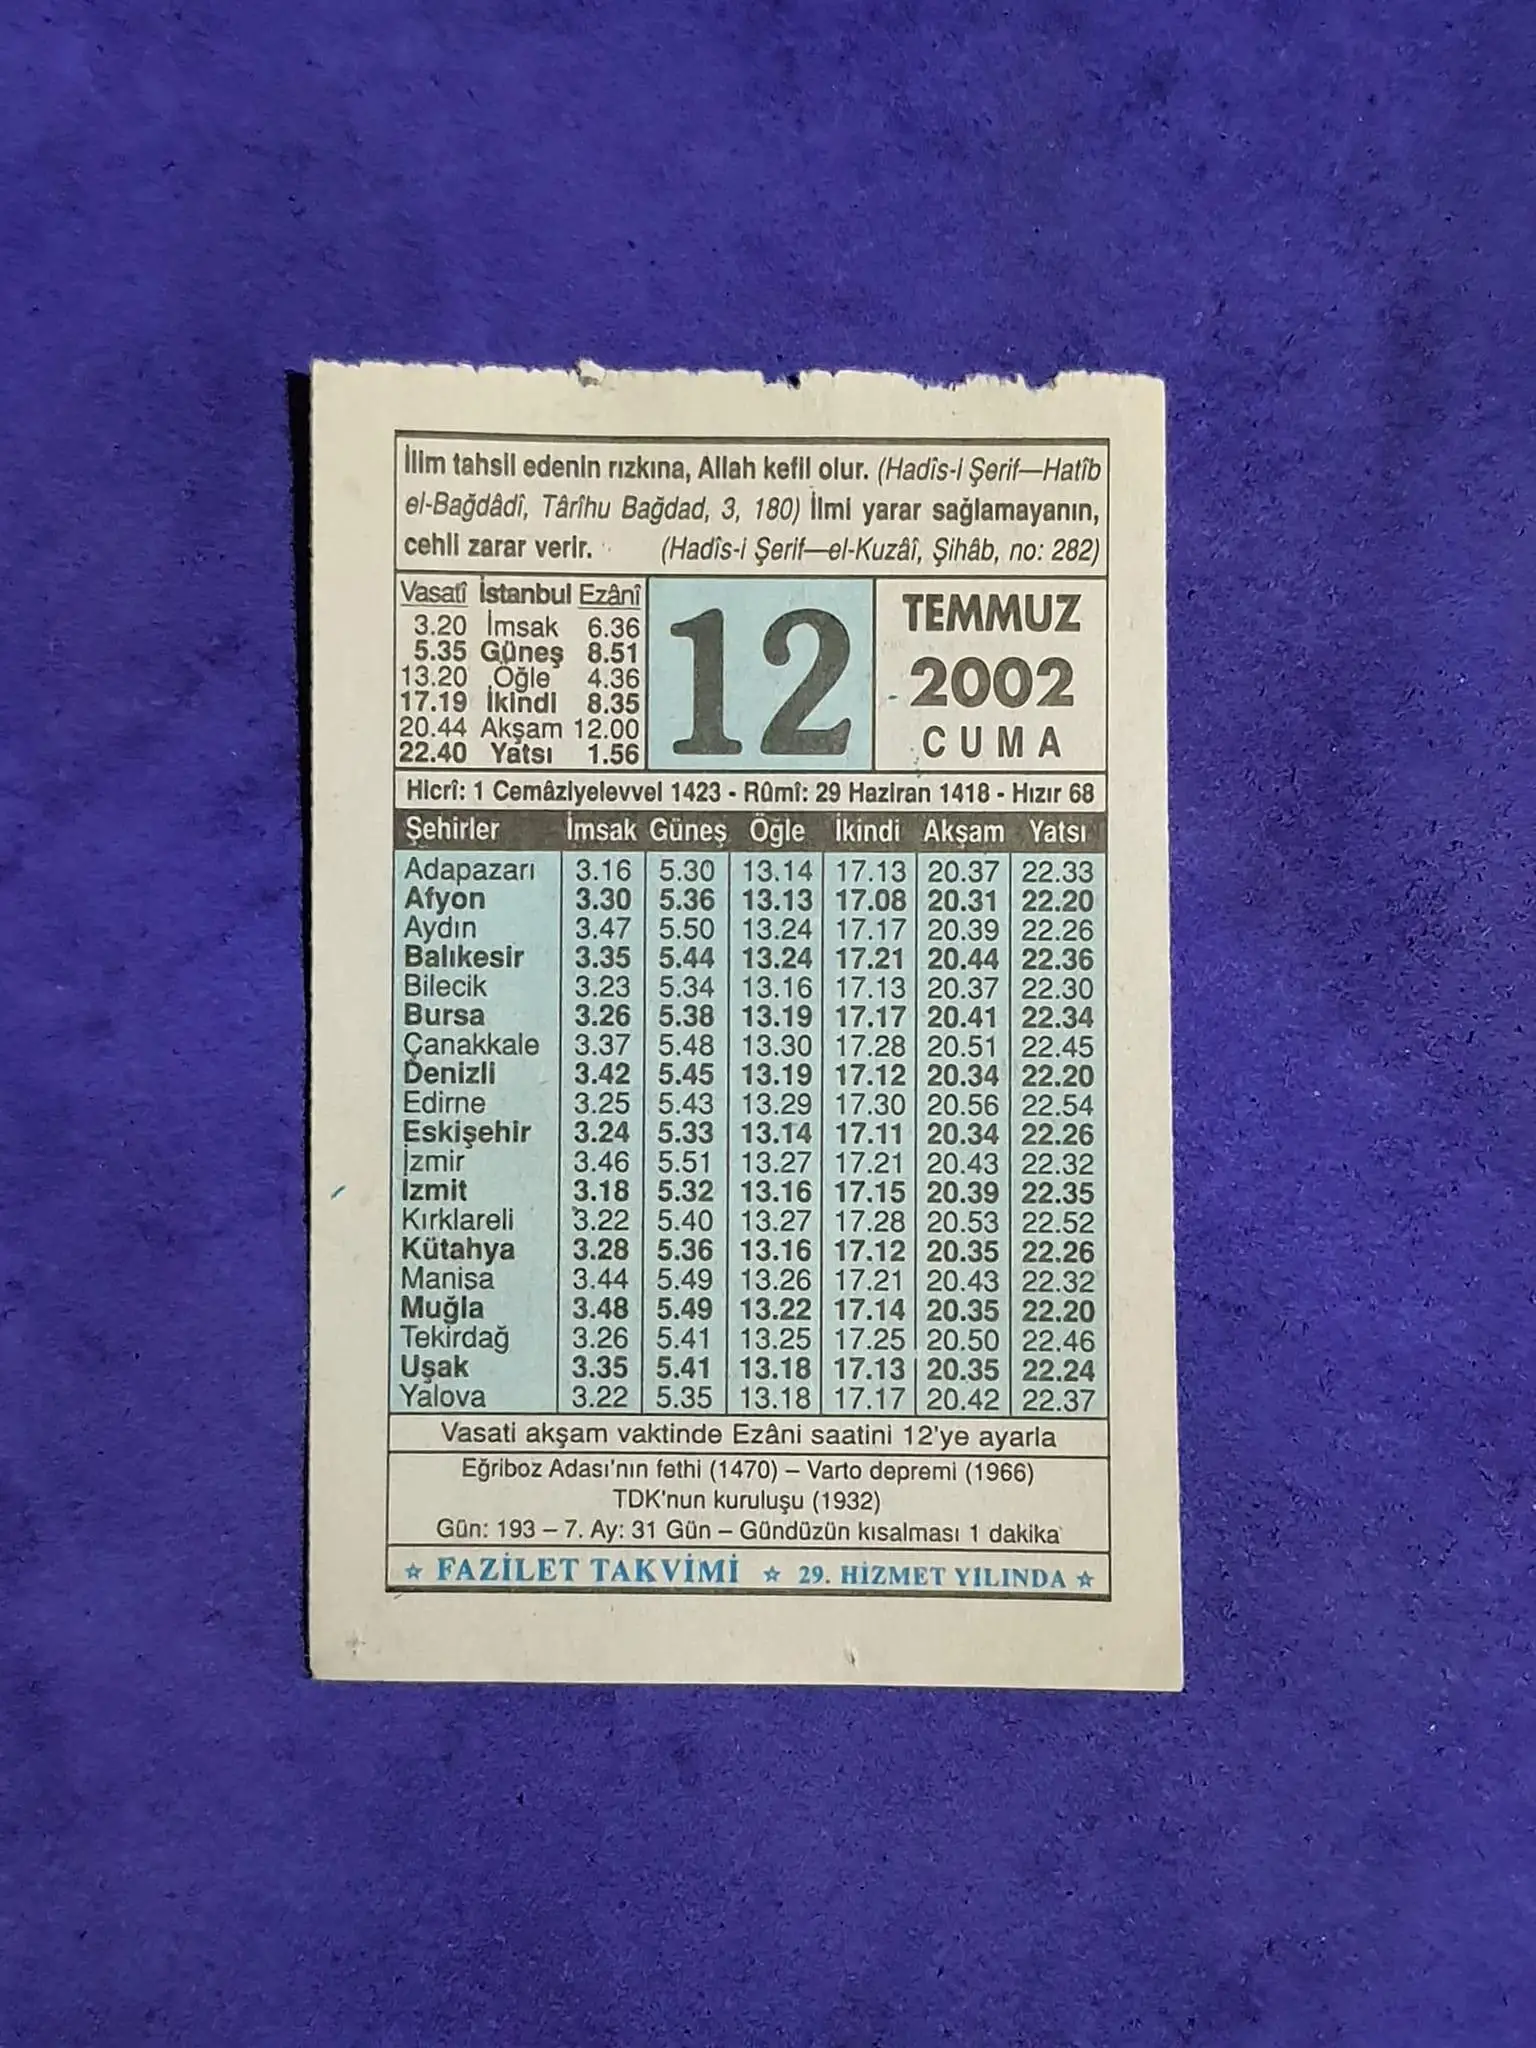 İlim tahsil edenin rızkına, Allah kefil olur. (Hadîs-i Şerif—Hatîb
el-Bağdâdî, Târîhu Bağdad, 3, 180) İlmi yarar sağlamayanın,
cehli zarar verir. (Hadîs-i Şerif—el-Kuzâî, Şihâb, no: 282)
Vasatî İstanbul Ezânî
3.20 İmsak 6.36
5.35 Güneş 8.51
13.20 Öğle 4.36
17.19 İkindi 8.35
20.44 Akşam 12.00
22.40 Yatsı 1.56
12
TEMMUZ
2002
CUMA
Hicrî: 1 Cemâziyelevvel 1423 - Rûmî: 29 Haziran 1418 - Hızır 68
Şehirler İmsak Güneş Öğle İkindi Akşam Yatsı
Adapazarı 3.16 5.30 13.14 17.13 20.37 22.33
Afyon 3.30 5.36 13.13 17.08 20.31 22.20
Aydın 3.47 5.50 13.24 17.17 20.39 22.26
Balıkesir 3.35 5.44 13.24 17.21 20.44 22.36
Bilecik 3.23 5.34 13.16 17.13 20.37 22.30
Bursa 3.26 5.38 13.19 17.17 20.41 22.34
Çanakkale 3.37 5.48 13.30 17.28 20.51 22.45
Denizli 3.42 5.45 13.19 17.12 20.34 22.20
Edirne 3.25 5.43 13.29 17.30 20.56 22.54
Eskişehir 3.24 5.33 13.14 17.11 20.34 22.26
İzmir 3.46 5.51 13.27 17.21 20.43 22.32
İzmit 3.18 5.32 13.16 17.15 20.39 22.35
Kırklareli 3.22 5.40 13.27 17.28 20.53 22.52
Kütahya 3.28 5.36 13.16 17.12 20.35 22.26
Manisa 3.44 5.49 13.26 17.21 20.43 22.32
Muğla 3.48 5.49 13.22 17.14 20.35 22.20
Tekirdağ 3.26 5.41 13.25 17.25 20.50 22.46
Uşak 3.35 5.41 13.18 17.13 20.35 22.24
Yalova 3.22 5.35 13.18 17.17 20.42 22.37
Vasati akşam vaktinde Ezâni saatini 12'ye ayarla
Eğriboz Adası'nın fethi (1470) – Varto depremi (1966)
TDK'nun kuruluşu (1932)
Gün: 193 – 7. Ay: 31 Gün – Gündüzün kısalması 1 dakika
☆ FAZİLET TAKVİMİ ☆ 29. HİZMET YILINDA ☆